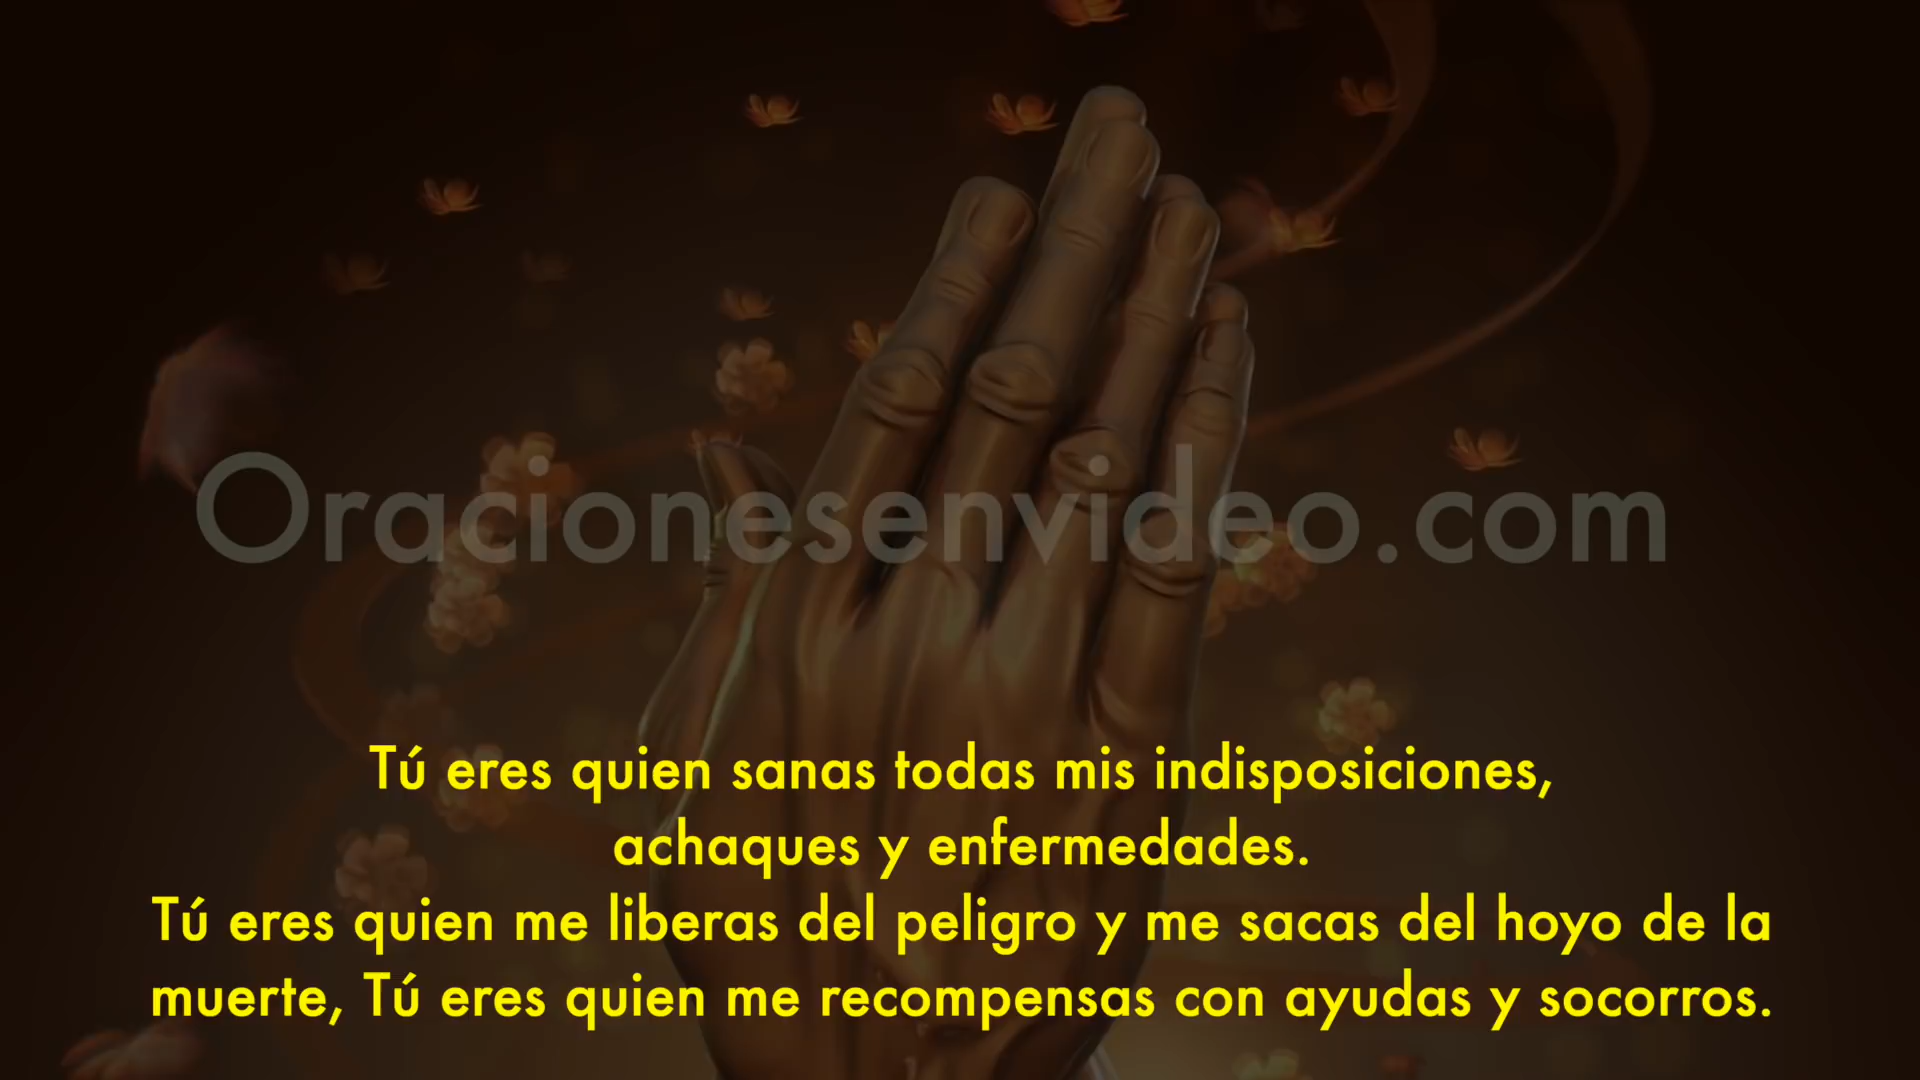 Oracionesenvideo.com
Tú eres quien sanas todas mis indisposiciones,
achaques y enfermedades.
Tú eres quien me liberas del peligro y me sacas del hoyo de la
muerte, Tú eres quien me recompensas con ayudas y socorros.